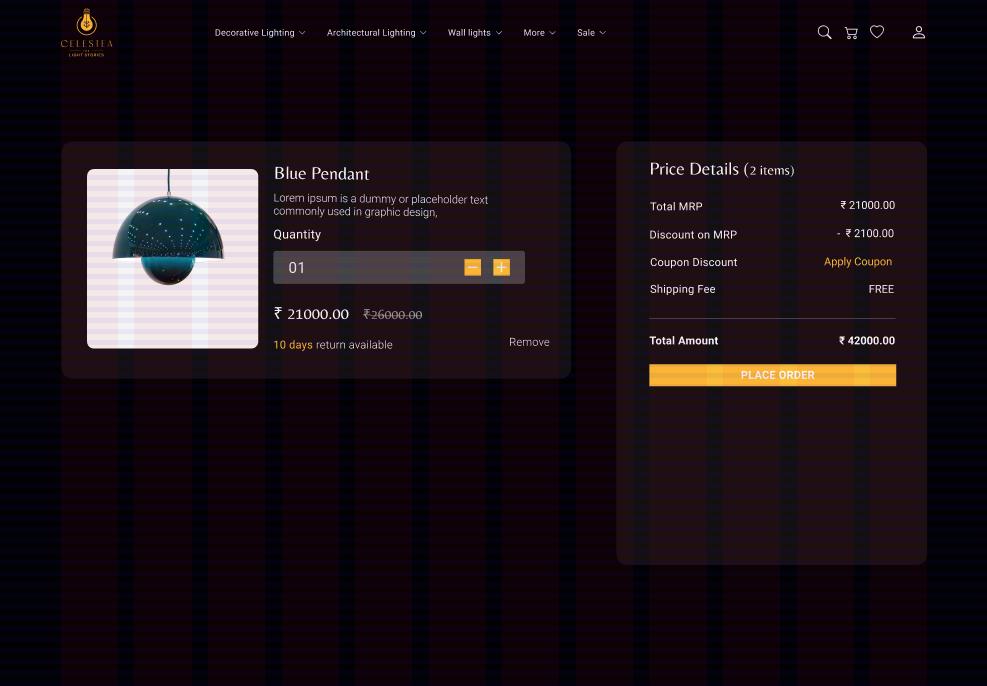 CELESTEA
THE
LIGHT STORIES
Decorative Lighting
Architectural Lighting
Wall lights
More
Sale
Blue Pendant
Lorem ipsum is a dummy or placeholder text
commonly used in graphic design,
Quantity
01
₹ 21000.00 ₹26000.00
10 days return available
Remove
Price Details (2 items)
Total MRP ₹ 21000.00
Discount on MRP - ₹ 2100.00
Coupon Discount Apply Coupon
Shipping Fee FREE
Total Amount ₹ 42000.00
PLACE ORDER